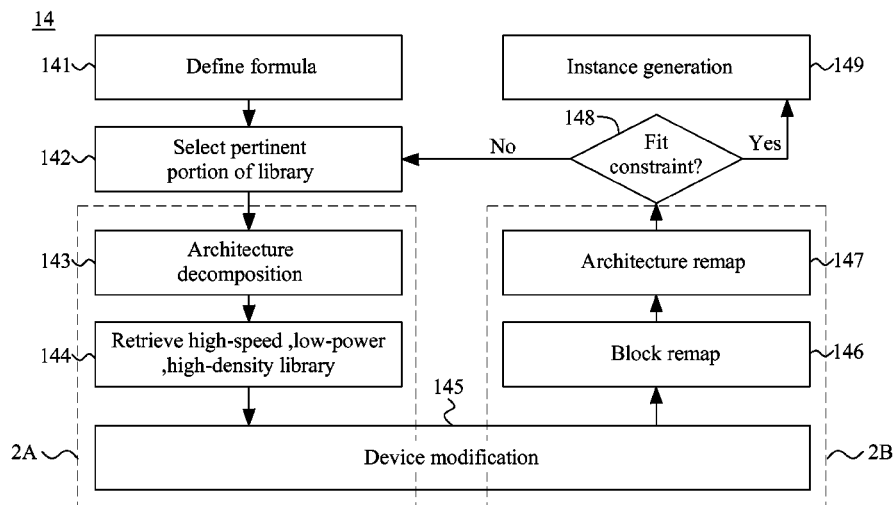 14
141
Define formula
Instance generation
149
142
Select pertinent
portion of library
No
148
Fit
constraint?
Yes
143
Architecture
decomposition
Architecture remap
147
144
Retrieve high-speed ,low-power
,high-density library
Block remap
146
145
2A
Device modification
2B